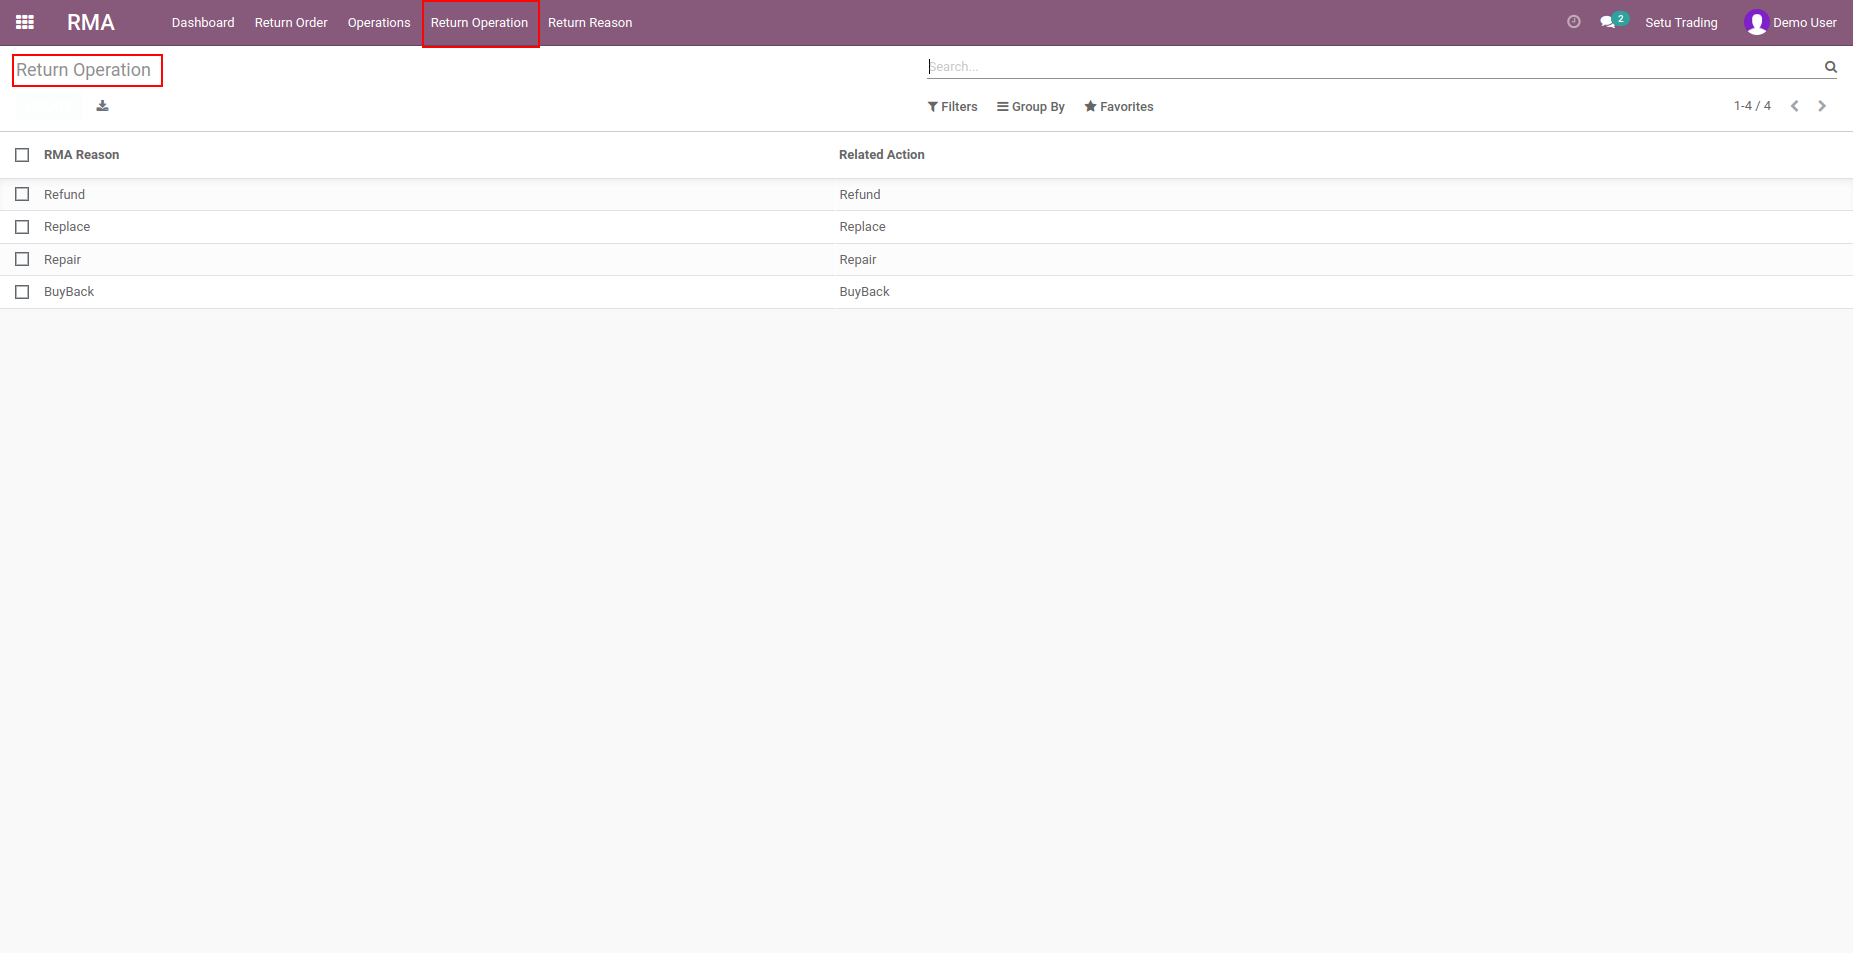 RMA Dashboard Return Order Operations Return Operation Return Reason 2 Setu Trading Demo User
Return Operation Search...
Filters Group By Favorites 1-4 / 4
RMA Reason Related Action
Refund Refund
Replace Replace
Repair Repair
BuyBack BuyBack